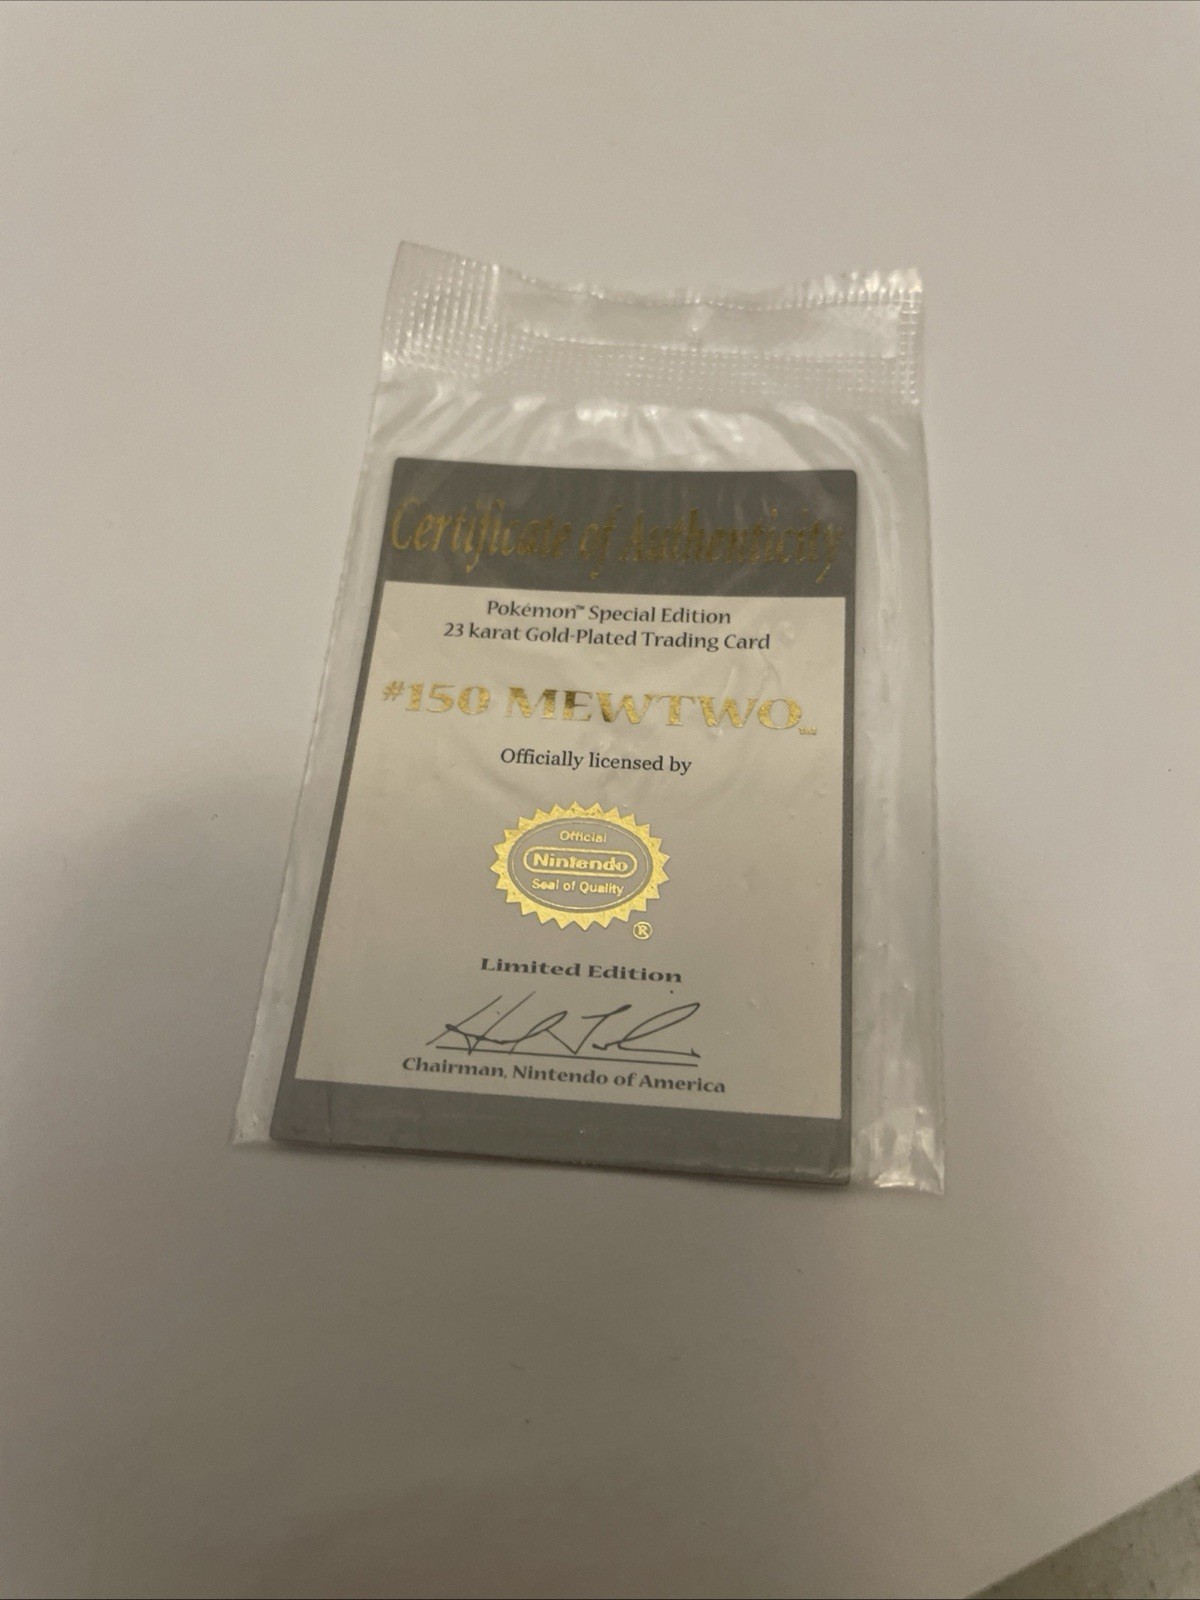 Certificate of Authenticity
Pokémon™ Special Edition
23 karat Gold-Plated Trading Card
#150 MEWTWO™
Officially licensed by
Official
Nintendo
Seal of Quality
®
Limited Edition
Chairman, Nintendo of America